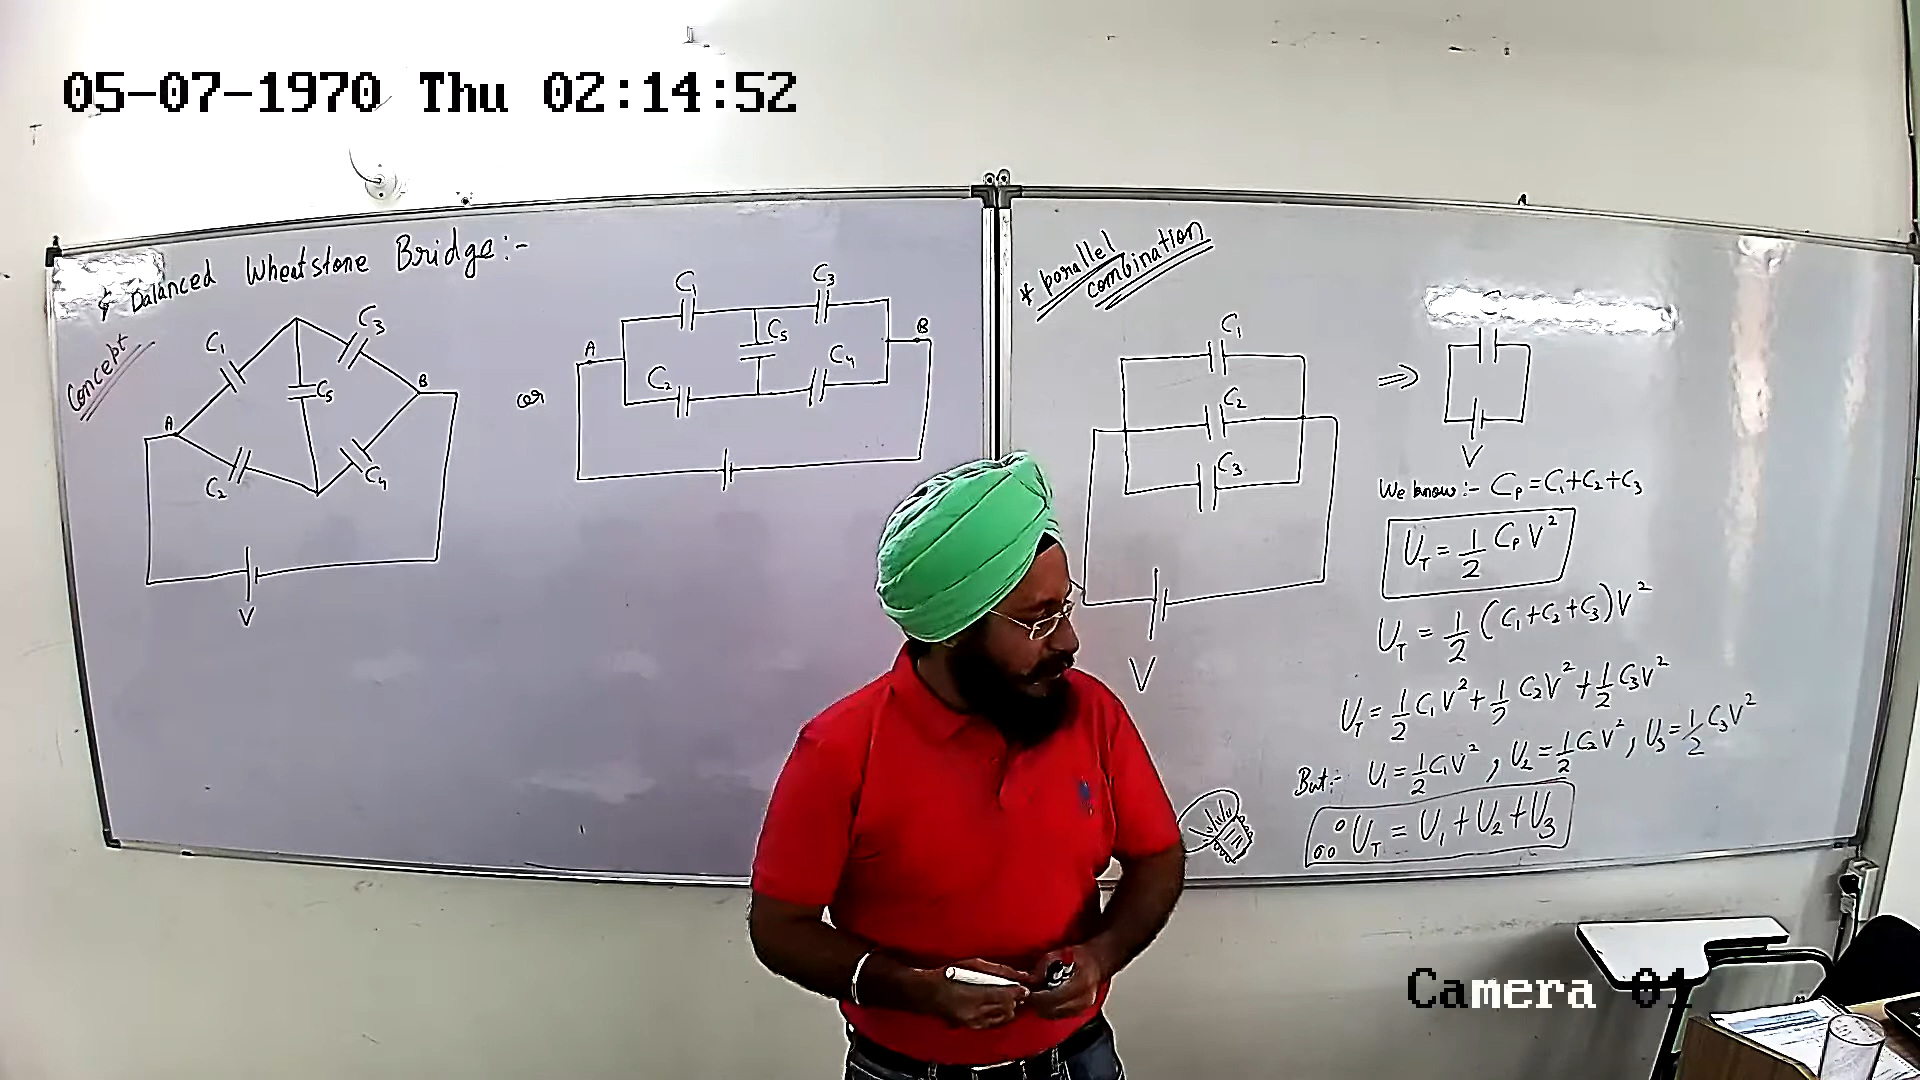 05-07-1970 Thu 02:14:52
Balanced Wheatstone Bridge:-
Concept
C1
C3
C5
A
B
C2
C4
V
or
C1
C3
A
C5
B
C2
C4
* parallel
combination
C1
C2
C3
V
⇒
V
We know:- Cp = C1+C2+C3
UT = 1/2 Cp V²
UT = 1/2 (C1+C2+C3)V²
UT = 1/2 C1V² + 1/2 C2V² + 1/2 C3V²
But:- U1 = 1/2 C1V², U2 = 1/2 C2V², U3 = 1/2 C3V²
∴ UT = U1 + U2 + U3
Camera 01